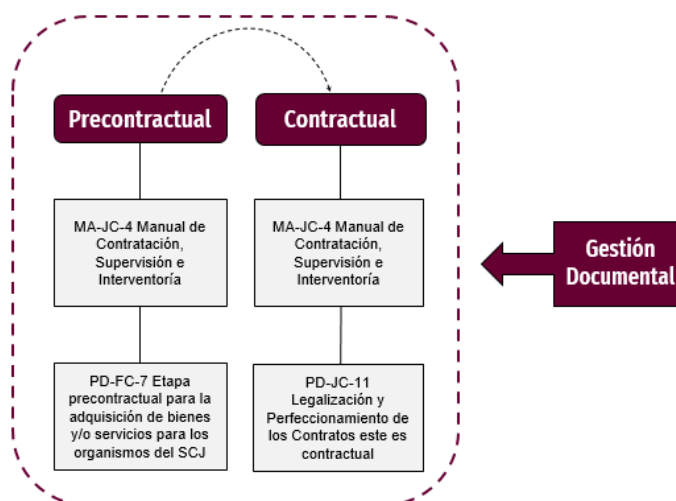 Precontractual
Contractual
MA-JC-4 Manual de
Contratación,
Supervisión e
Interventoría
MA-JC-4 Manual de
Contratación,
Supervisión e
Interventoría
Gestión
Documental
PD-FC-7 Etapa
precontractual para la
adquisición de bienes
y/o servicios para los
organismos del SCJ
PD-JC-11
Legalización y
Perfeccionamiento de
los Contratos este es
contractual